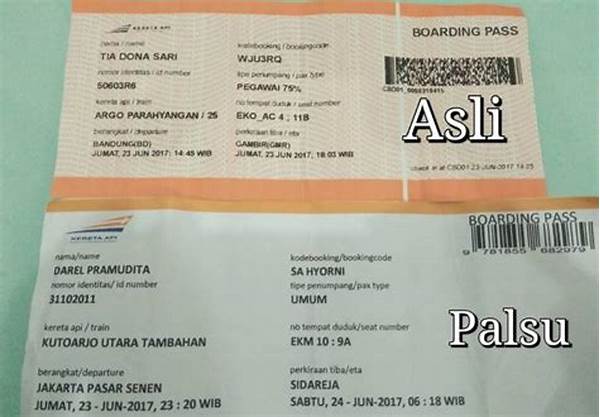 KERETA API
BOARDING PASS
nama / name
TIA DONA SARI
kodebooking / bookingcode
WJU3RQ
nomor identitas / id number
50603R6
tipe penumpang / pax type
PEGAWAI 75%
kereta api / train
ARGO PARAHYANGAN / 25
no tempat duduk / seat number
EKO_AC 4 ; 11B
berangkat / departure
BANDUNG(BD)
JUMAT, 23 JUN 2017; 14:45 WIB
perkiraan tiba / eta
GAMBIR(GMR)
JUMAT, 23 JUN 2017; 18:03 WIB
Asli
KERETA API
BOARDING PASS
9 781855 682979
nama/name
DAREL PRAMUDITA
kodebooking/bookingcode
SA HYORNI
nomor identitas/ id number
31102011
tipe penumpang/pax type
UMUM
kereta api / train
KUTOARJO UTARA TAMBAHAN
no tempat duduk/seat number
EKM 10 : 9A
berangkat/departure
JAKARTA PASAR SENEN
JUMAT, 23 - JUN-2017, 23 : 20 WIB
perkiraan tiba/eta
SIDAREJA
SABTU, 24 - JUN-2017, 06 : 18 WIB
Palsu